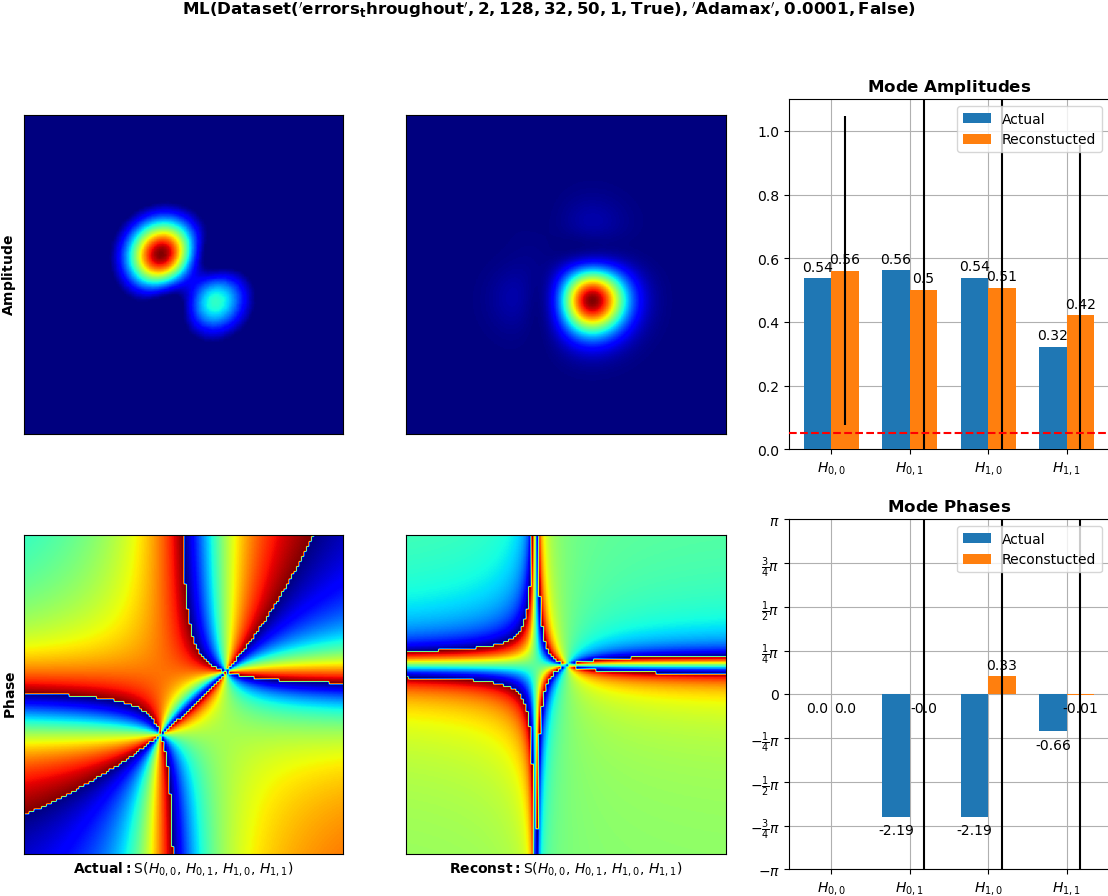 ML(Dataset('errors_throughout', 2, 128, 32, 50, 1, True), 'Adamax', 0.0001, False)
Mode Amplitudes
Amplitude
1.0
0.8
0.6
0.4
0.2
0.0
Actual
Reconstucted
0.54
0.56
0.56
0.5
0.54
0.51
0.32
0.42
H0,0
H0,1
H1,0
H1,1
Phase
Actual: S(H0,0, H0,1, H1,0, H1,1)
Reconst: S(H0,0, H0,1, H1,0, H1,1)
Mode Phases
π
3/4π
1/2π
1/4π
0
−1/4π
−1/2π
−3/4π
−π
Actual
Reconstucted
0.0
0.0
-2.19
-0.0
-2.19
0.33
-0.66
-0.01
H0,0
H0,1
H1,0
H1,1